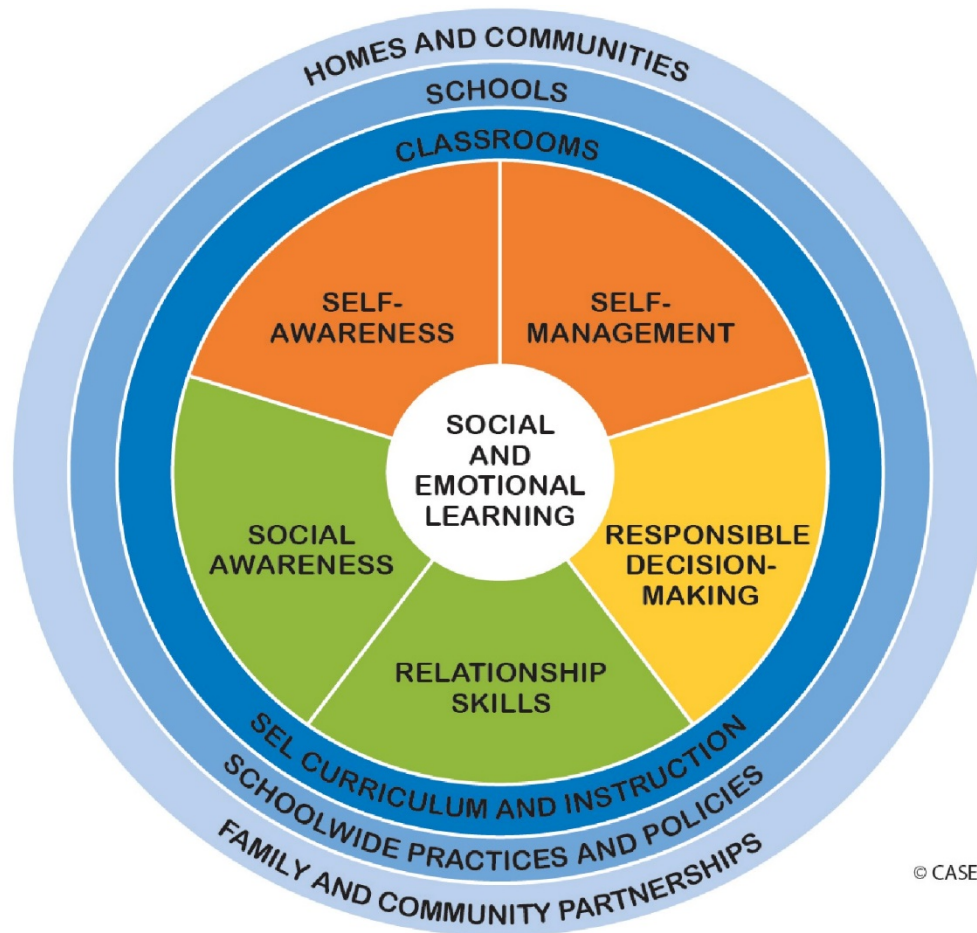 HOMES AND COMMUNITIES
SCHOOLS
CLASSROOMS
SELF-
AWARENESS
SELF-
MANAGEMENT
SOCIAL
AND
EMOTIONAL
LEARNING
SOCIAL
AWARENESS
RESPONSIBLE
DECISION-
MAKING
RELATIONSHIP
SKILLS
SEL CURRICULUM AND INSTRUCTION
SCHOOLWIDE PRACTICES AND POLICIES
FAMILY AND COMMUNITY PARTNERSHIPS
© CASE